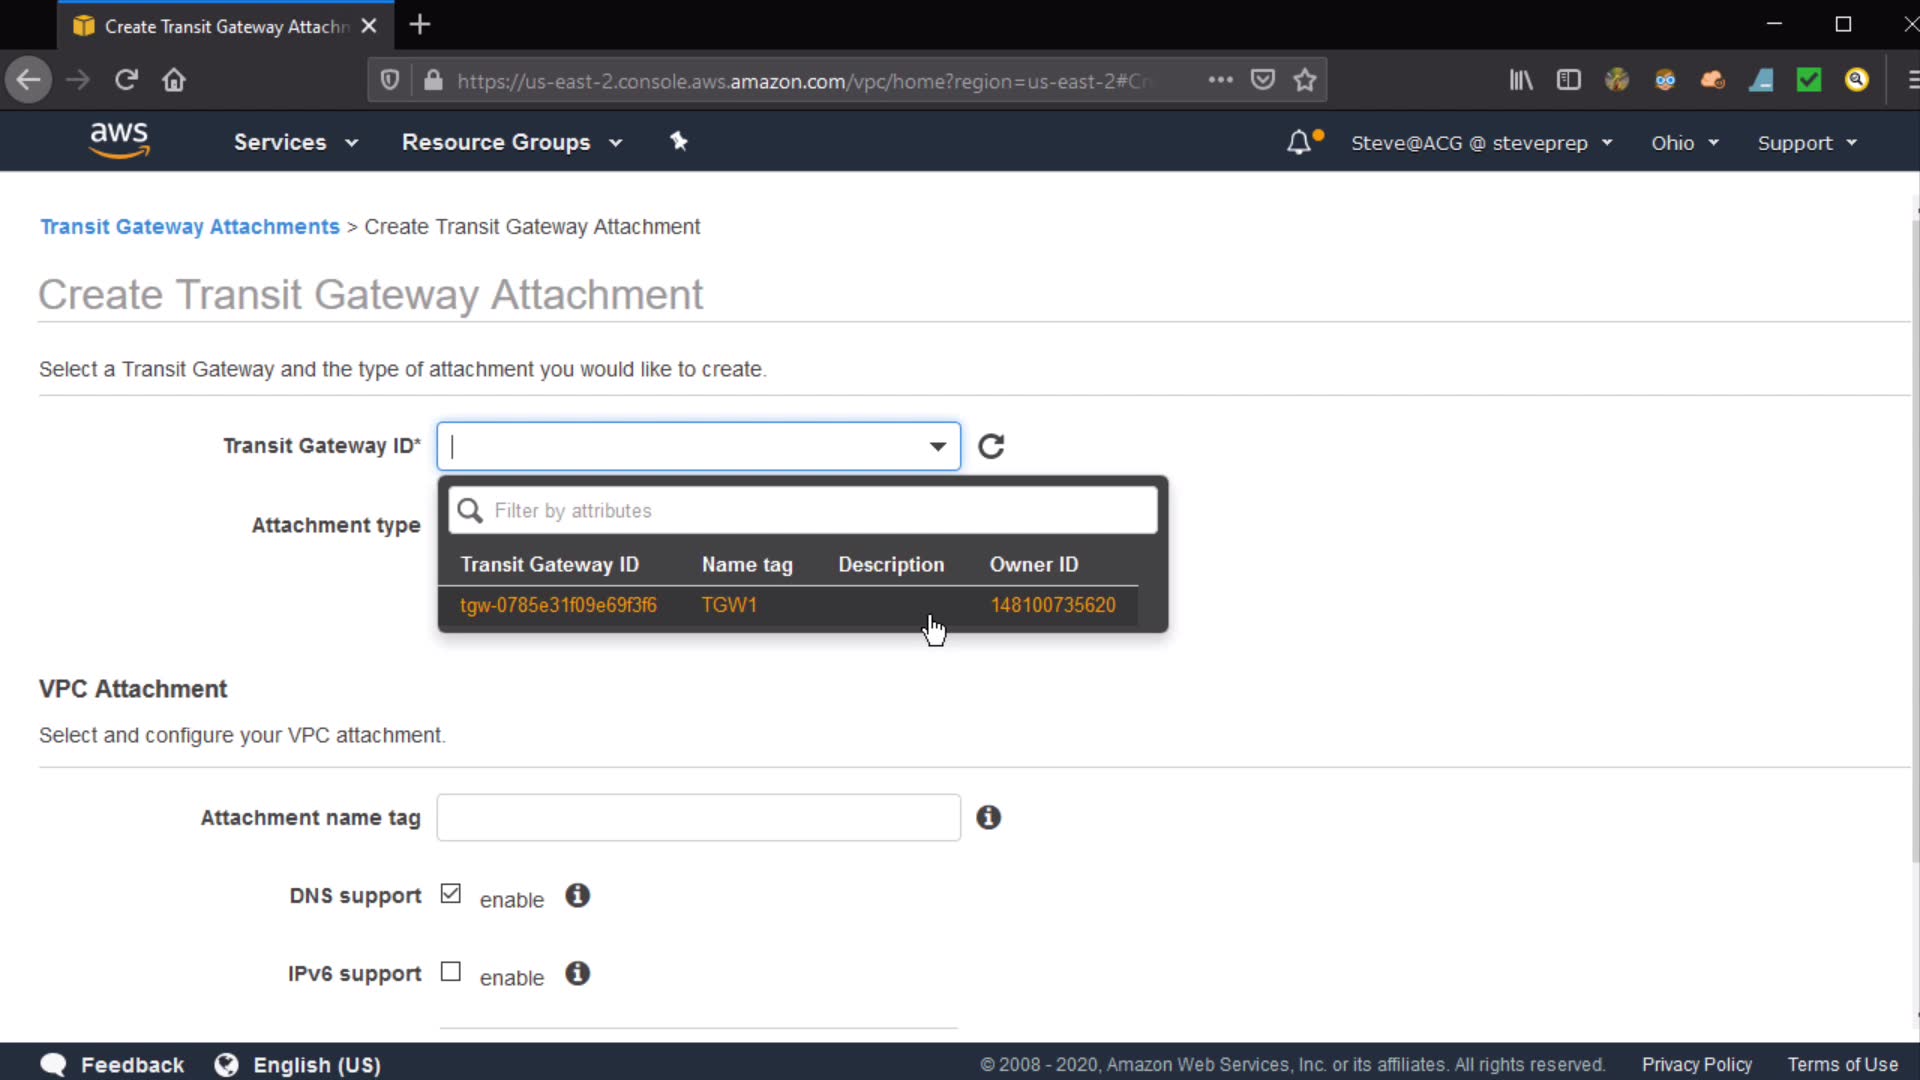 Create Transit Gateway Attachm
https://us-east-2.console.aws.amazon.com/vpc/home?region=us-east-2#Cr
aws
Services
Resource Groups
Steve@ACG @ steveprep
Ohio
Support
Transit Gateway Attachments > Create Transit Gateway Attachment
Create Transit Gateway Attachment
Select a Transit Gateway and the type of attachment you would like to create.
Transit Gateway ID*
Filter by attributes
Attachment type
Transit Gateway ID Name tag Description Owner ID
tgw-0785e31f09e69f3f6 TGW1 148100735620
VPC Attachment
Select and configure your VPC attachment.
Attachment name tag
DNS support enable
IPv6 support enable
Feedback English (US) © 2008 - 2020, Amazon Web Services, Inc. or its affiliates. All rights reserved. Privacy Policy Terms of Use